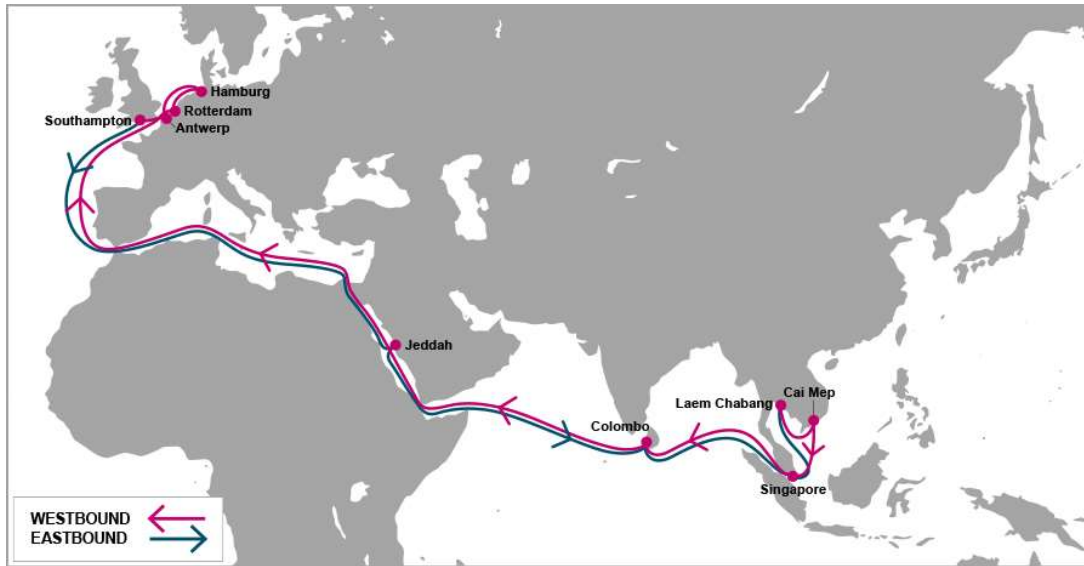 Hamburg
Rotterdam
Southampton
Antwerp
Jeddah
Cai Mep
Laem Chabang
Colombo
Singapore
WESTBOUND
EASTBOUND